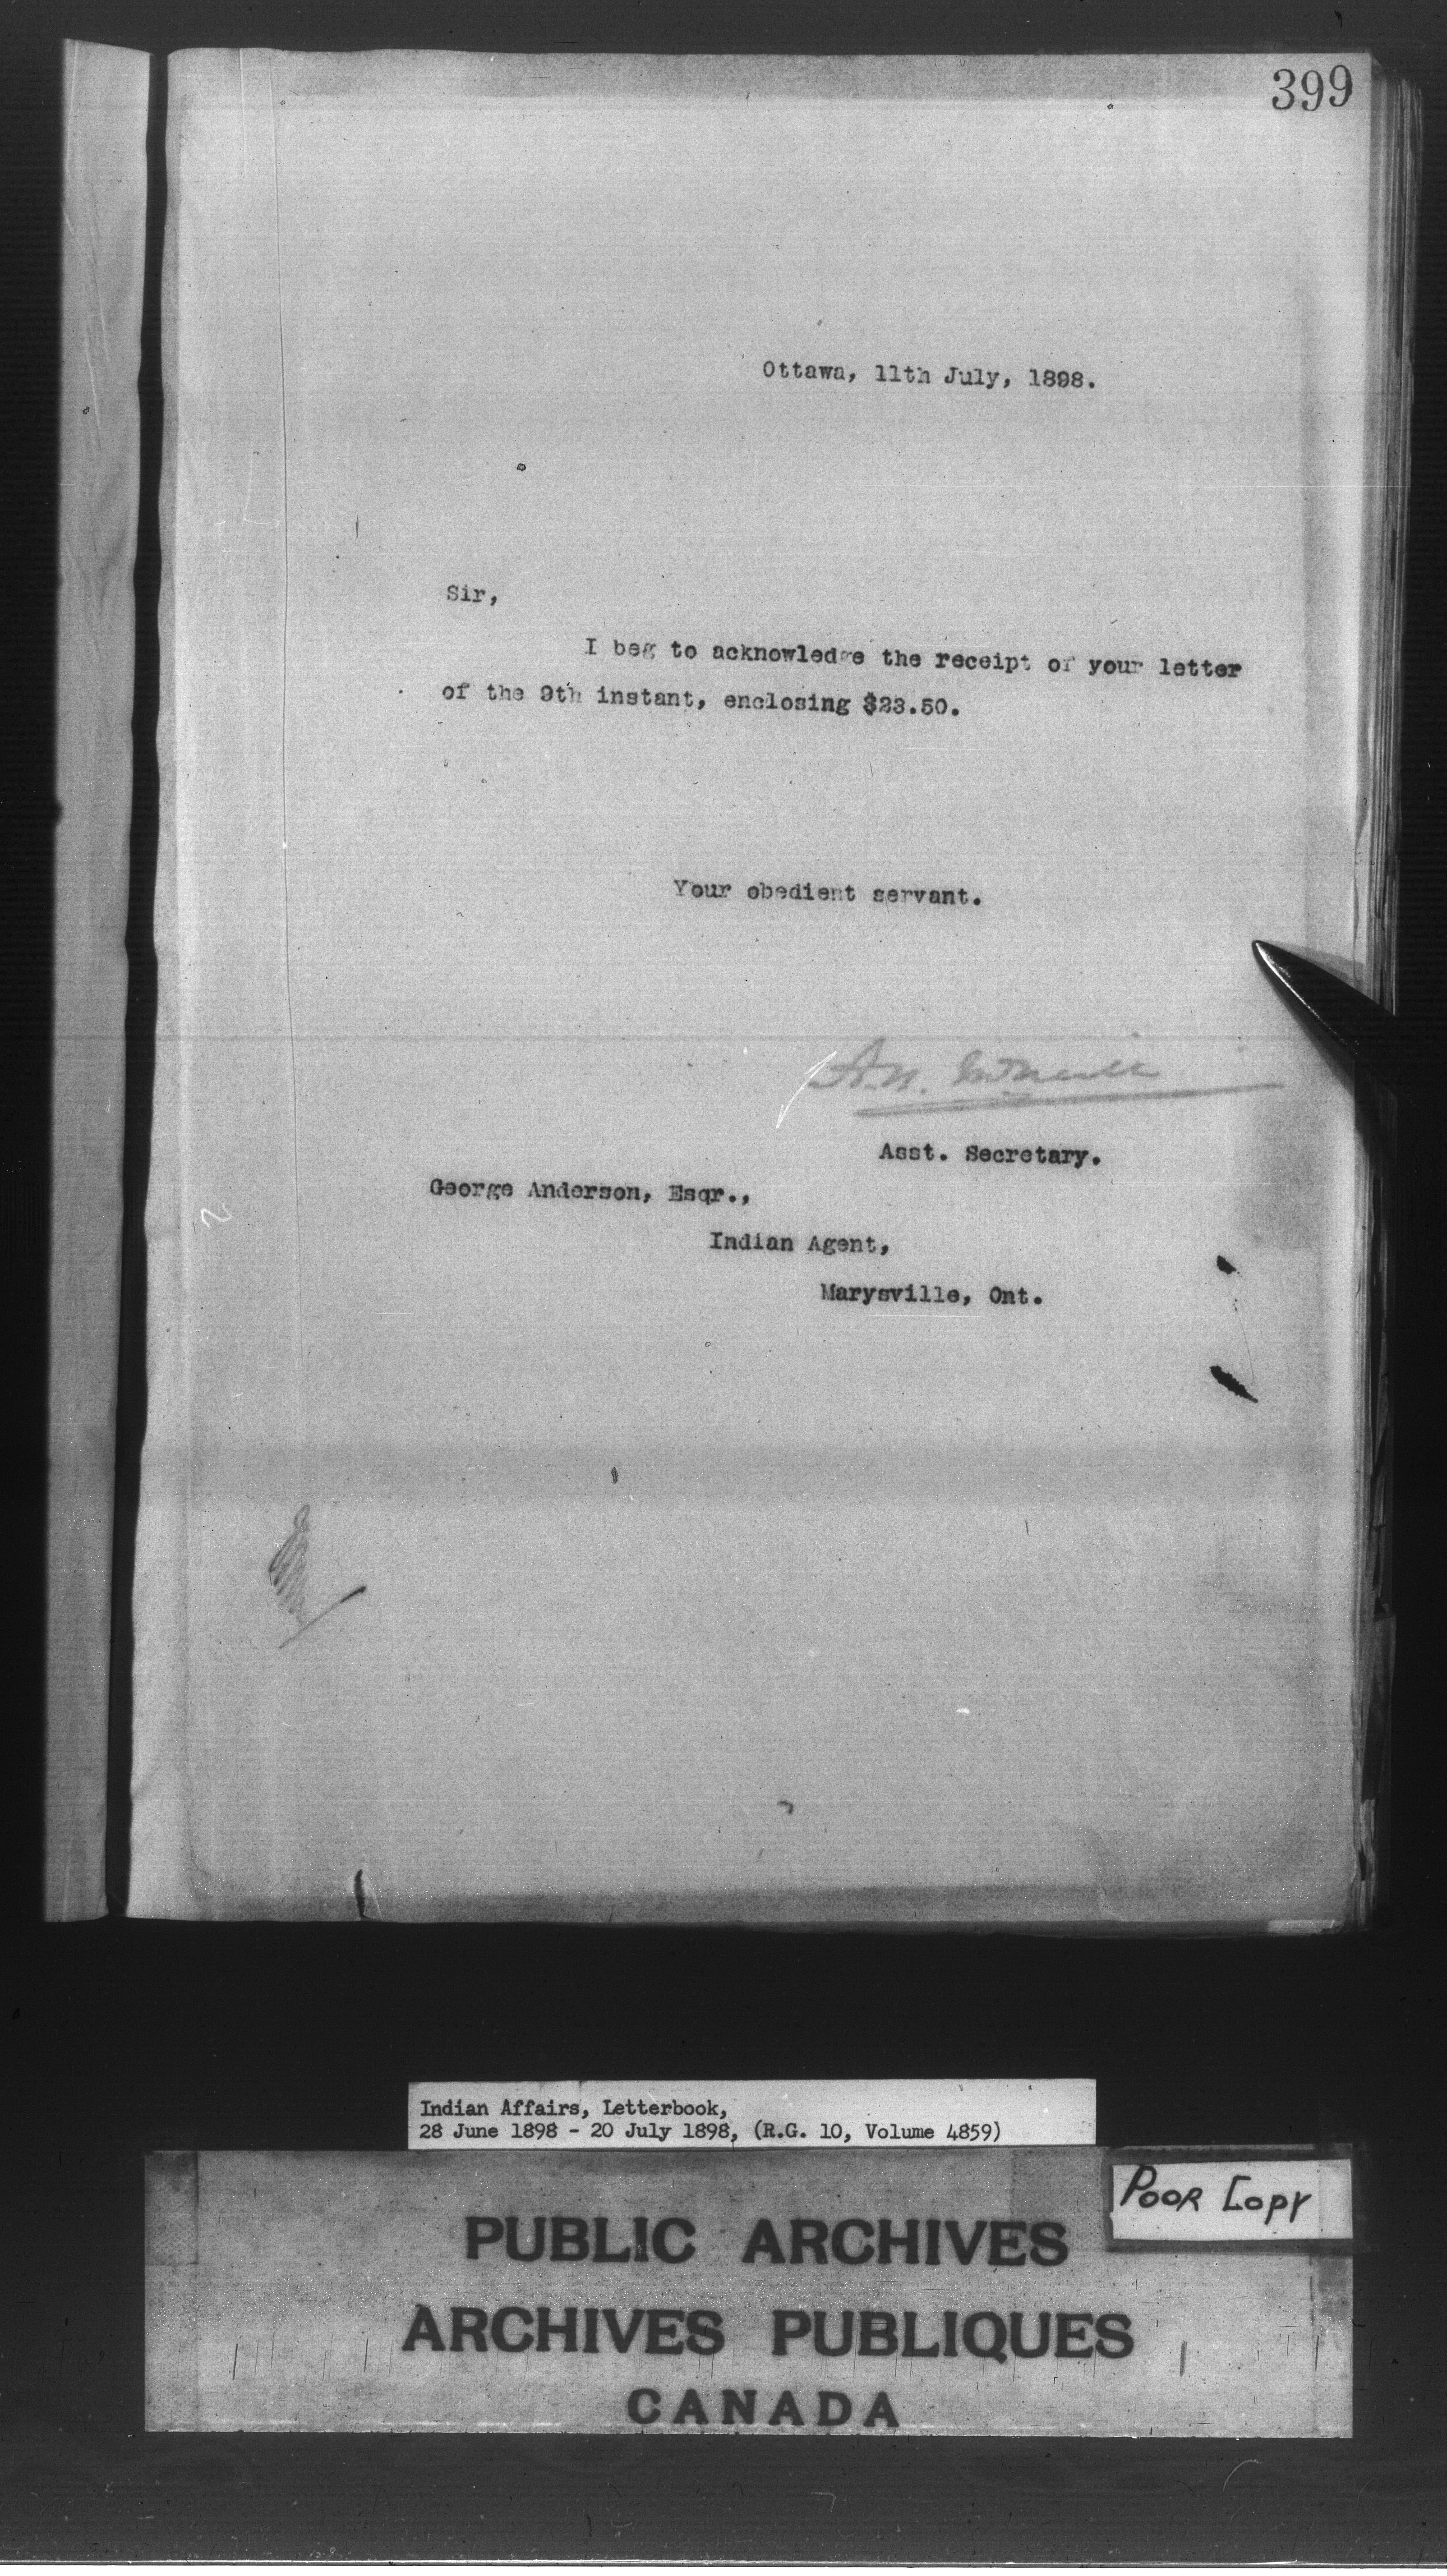 399
Ottawa, 11th July, 1898.
Sir,
I beg to acknowledge the receipt of your letter
of the 9th instant, enclosing $23.50.
Your obedient servant.
A.N. McNeill
Asst. Secretary.
George Anderson, Esqr.,
Indian Agent,
Marysville, Ont.
Indian Affairs, Letterbook,
28 June 1898 - 20 July 1898, (R.G. 10, Volume 4859)
POOR COPY
PUBLIC ARCHIVES
ARCHIVES PUBLIQUES
CANADA